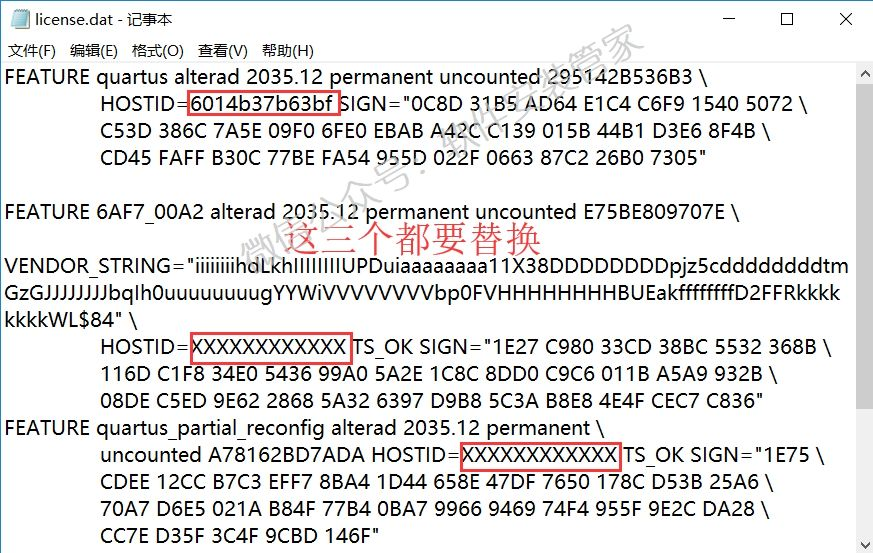 license.dat - 记事本
文件(F) 编辑(E) 格式(O) 查看(V) 帮助(H)
FEATURE quartus alterad 2035.12 permanent uncounted 295142B536B3 \
HOSTID=6014b37b63bf SIGN="0C8D 31B5 AD64 E1C4 C6F9 1540 5072 \
C53D 386C 7A5E 09F0 6FE0 EBAB A42C C139 015B 44B1 D3E6 8F4B \
CD45 FAFF B30C 77BE FA54 955D 022F 0663 87C2 26B0 7305"
FEATURE 6AF7_00A2 alterad 2035.12 permanent uncounted E75BE809707E \
这三个都要替换
VENDOR_STRING="iiiiiiiihdLkhIIIIIIIIUPDuiaaaaaaaa11X38DDDDDDDDpjz5cddddddddtm
GzGJJJJJJJJbqIh0uuuuuuuugYYWiVVVVVVVVbp0FVHHHHHHHHBUEakffffffffD2FFRkkkk
kkkkWL$84" \
HOSTID=XXXXXXXXXXXX TS_OK SIGN="1E27 C980 33CD 38BC 5532 368B \
116D C1F8 34E0 5436 99A0 5A2E 1C8C 8DD0 C9C6 011B A5A9 932B \
08DE C5ED 9E62 2868 5A32 6397 D9B8 5C3A B8E8 4E4F CEC7 C836"
FEATURE quartus_partial_reconfig alterad 2035.12 permanent \
uncounted A78162BD7ADA HOSTID=XXXXXXXXXXXX TS_OK SIGN="1E75 \
CDEE 12CC B7C3 EFF7 8BA4 1D44 658E 47DF 7650 178C D53B 25A6 \
70A7 D6E5 021A B84F 77B4 0BA7 9966 9469 74F4 955F 9E2C DA28 \
CC7E D35F 3C4F 9CBD 146F"
微信公众号：软件安装管家